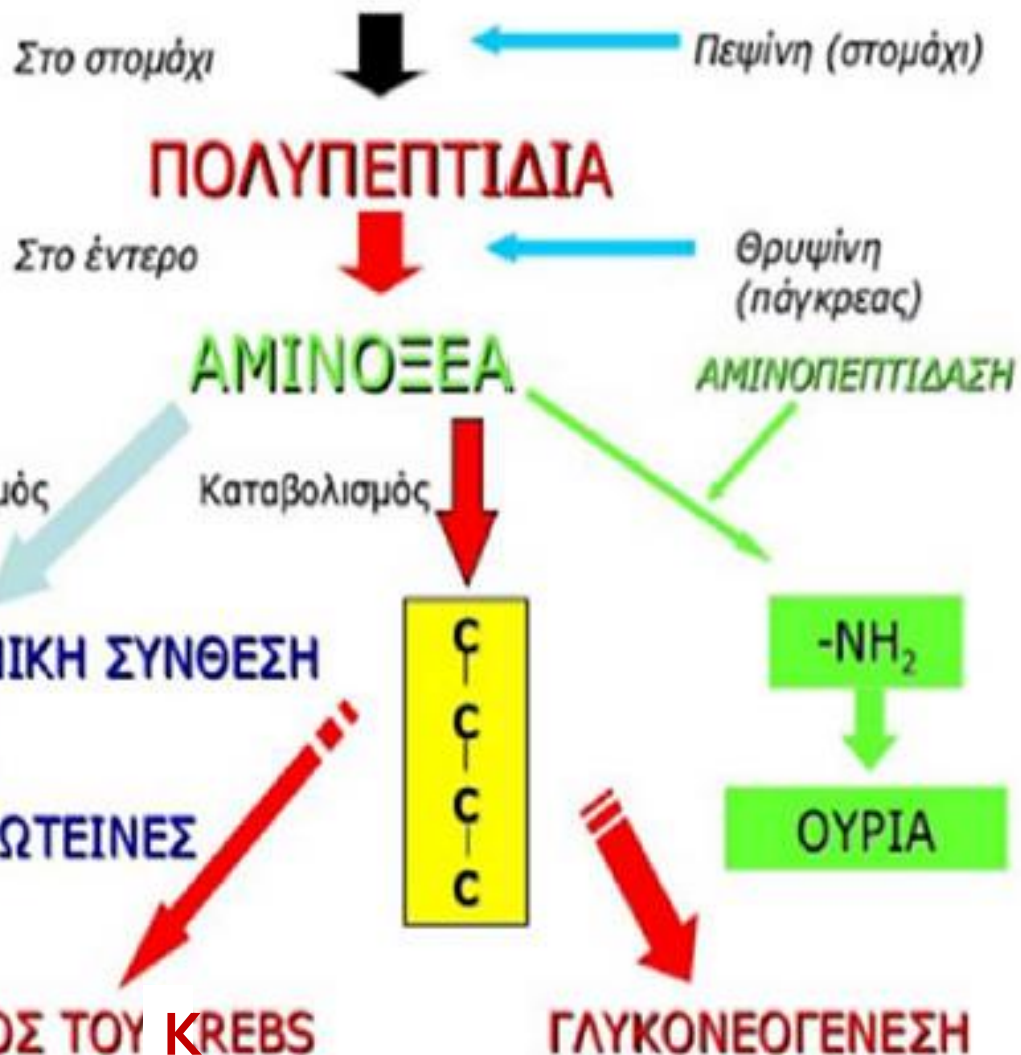 Στο στομάχι
Πεψίνη (στομάχι)
ΠΟΛΥΠΕΠΤΙΔΙΑ
Στο έντερο
Θρυψίνη
(πάγκρεας)
ΑΜΙΝΟΞΕΑ
ΑΜΙΝΟΠΕΠΤΙΔΑΣΗ
μός
Καταβολισμός
C
C
C
C
-NH₂
ΙΚΗ ΣΥΝΘΕΣΗ
ΟΥΡΙΑ
ΩΤΕΙΝΕΣ
ΟΣ ΤΟΥ KREBS
ΓΛΥΚΟΝΕΟΓΕΝΕΣΗ